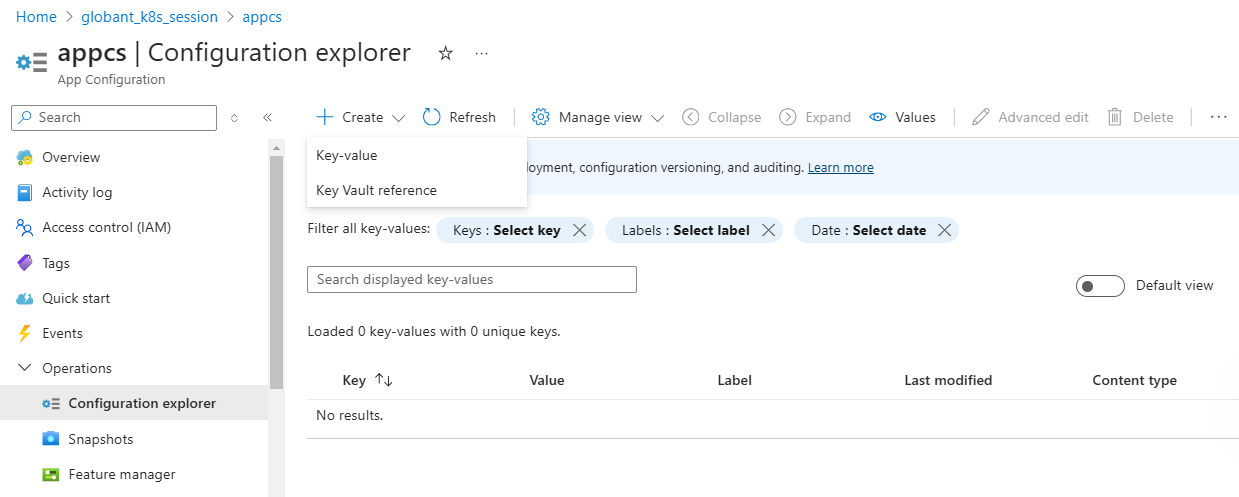 Home > globant_k8s_session > appcs
appcs | Configuration explorer ☆ ...
App Configuration
Search
Overview
Activity log
Access control (IAM)
Tags
Quick start
Events
Operations
Configuration explorer
Snapshots
Feature manager
Create Refresh Manage view Collapse Expand Values Advanced edit Delete ...
Key-value
Key Vault reference
loyment, configuration versioning, and auditing. Learn more
Filter all key-values: Keys : Select key Labels : Select label Date : Select date
Search displayed key-values
Default view
Loaded 0 key-values with 0 unique keys.
Key Value Label Last modified Content type
No results.